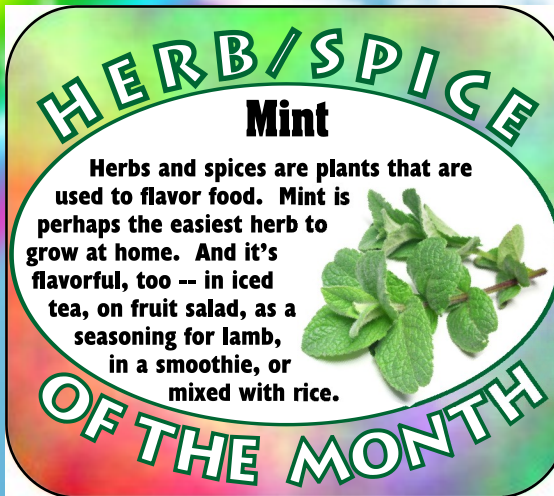 HERB/SPICE
Mint
Herbs and spices are plants that are
used to flavor food.  Mint is
perhaps the easiest herb to
grow at home.  And it's
flavorful, too -- in iced
tea, on fruit salad, as a
seasoning for lamb,
in a smoothie, or
mixed with rice.
OF THE MONTH